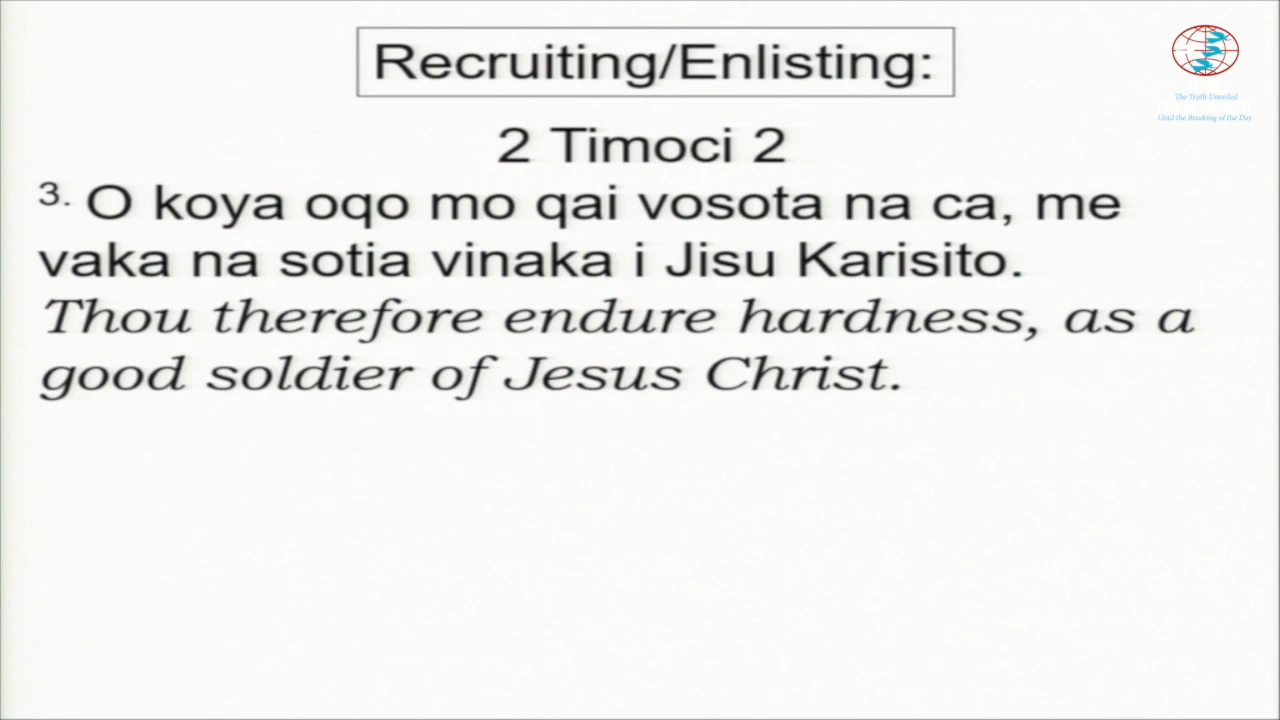 Recruiting/Enlisting:
2 Timoci 2
3. O koya oqo mo qai vosota na ca, me
vaka na sotia vinaka i Jisu Karisito.
Thou therefore endure hardness, as a
good soldier of Jesus Christ.
The Truth Unveiled
Until the Breaking of the Day